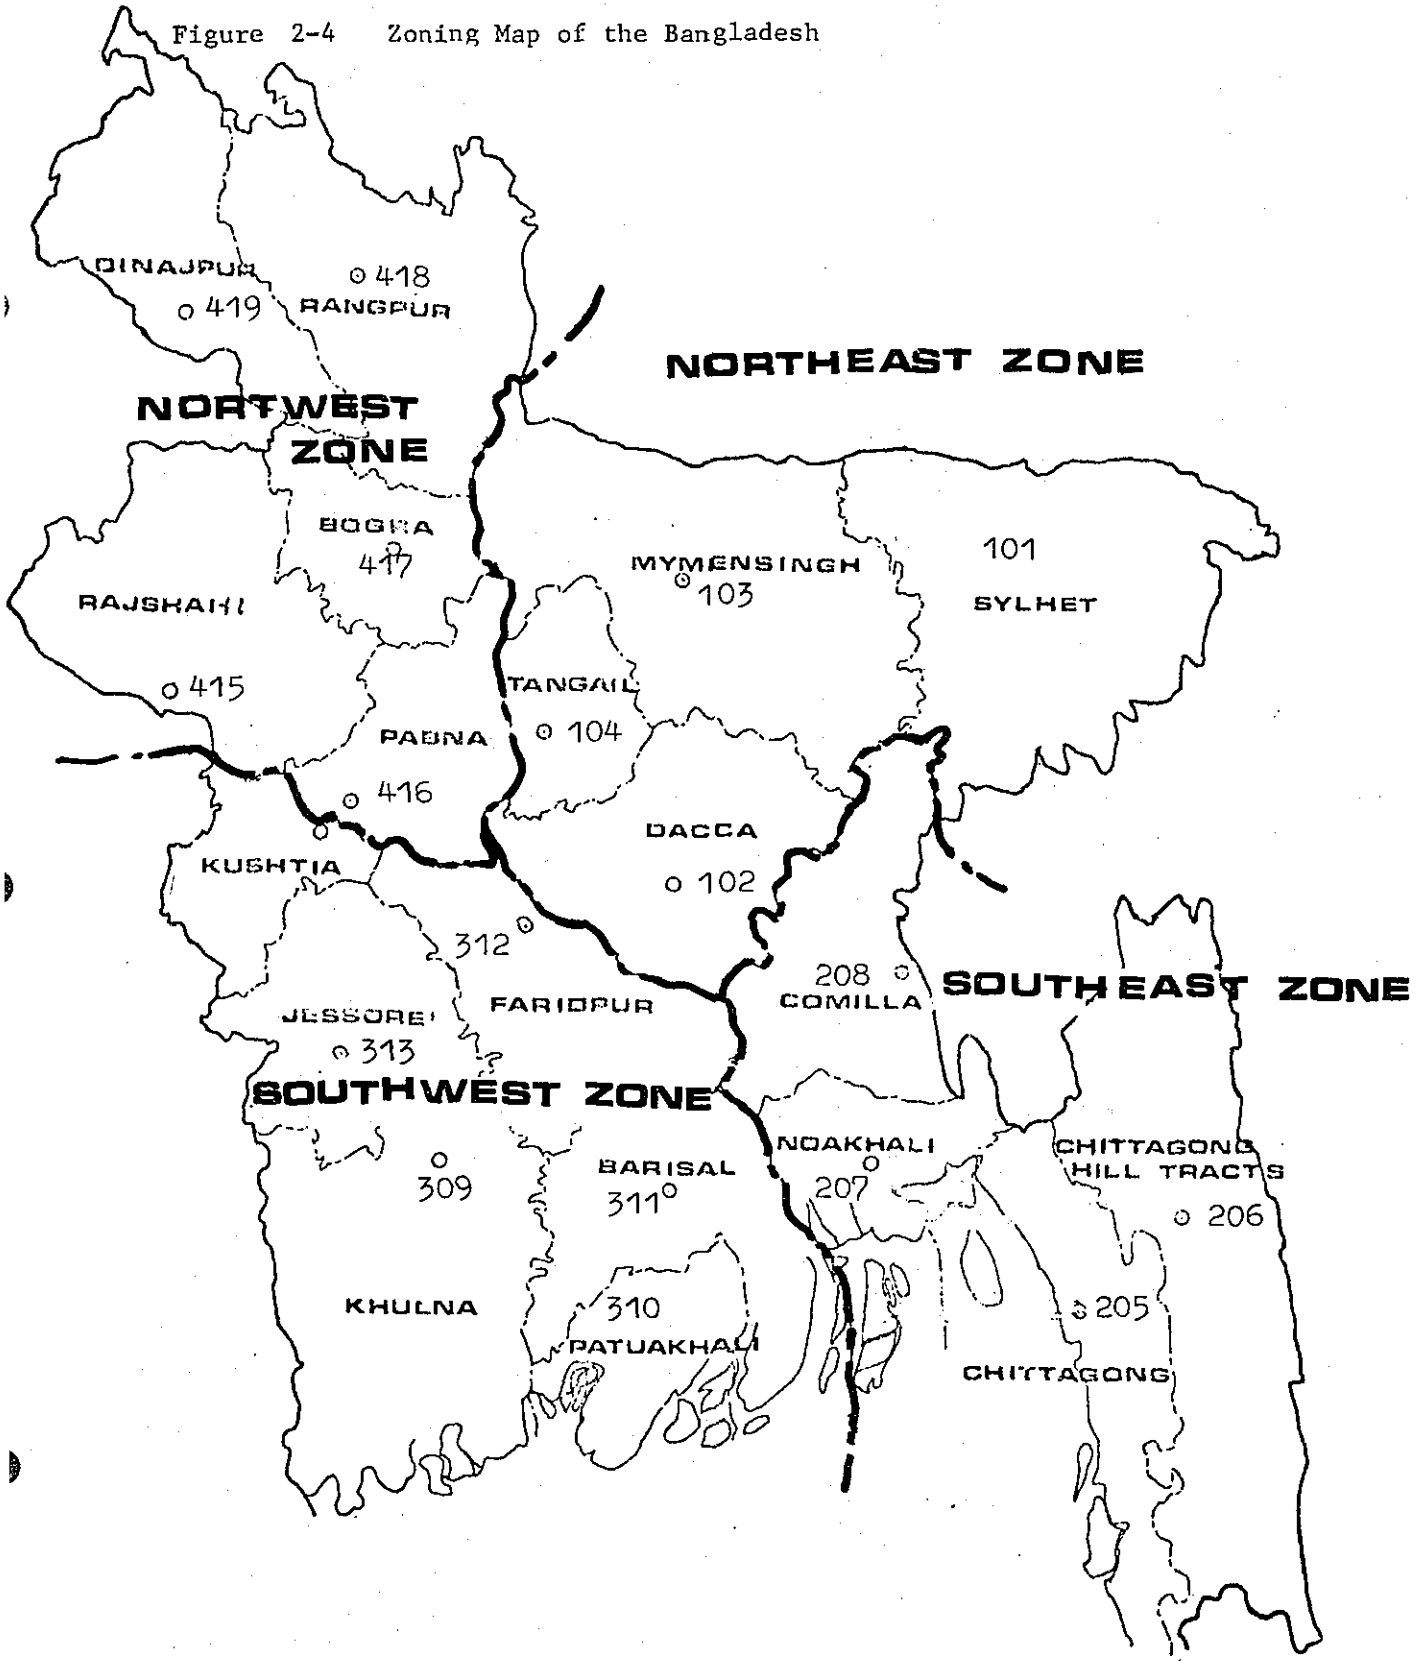 Figure 2-4 Zoning Map of the Bangladesh
DINAJPUR
418
419
RANGPUR
NORTHEAST ZONE
NORTWEST
ZONE
BOGRA
417
MYMENSINGH
103
101
SYLHET
RAJSHAHI
415
TANGAIL
104
PABNA
416
DACCA
102
KUSHTIA
312
FARIDPUR
208
COMILLA
SOUTHEAST ZONE
JESSORE
313
SOUTHWEST ZONE
NOAKHALI
207
CHITTAGONG
HILL TRACTS
206
309
BARISAL
311
KHULNA
310
PATUAKHALI
205
CHITTAGONG